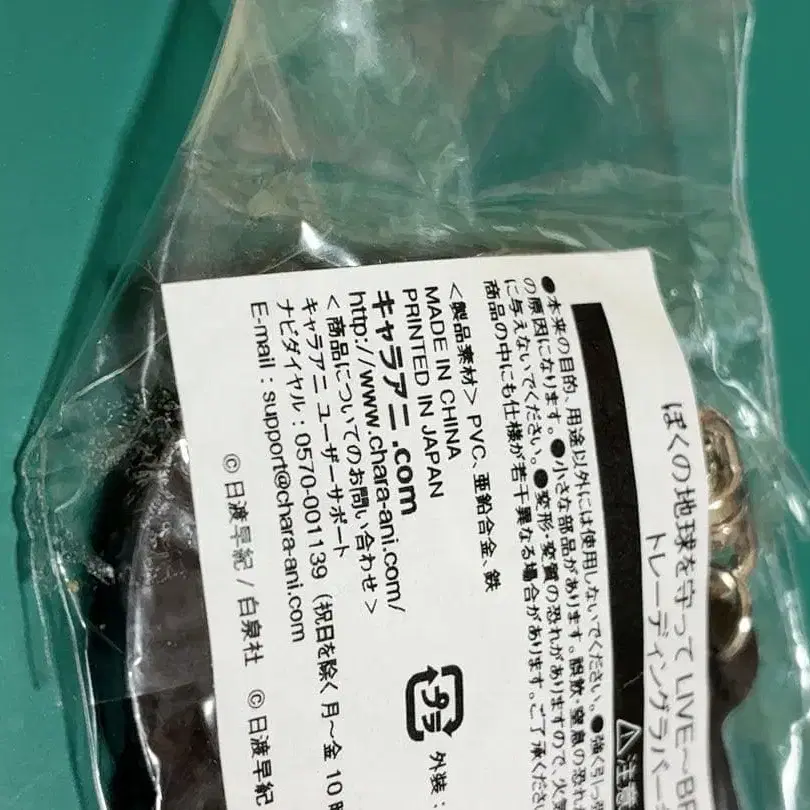 ぼくの地球を守って LIVE～BE
トレーディングラバー
⚠注意
●本来の目的、用途以外には使用しないでください。●強く引っ
の原因になります。●小さな部品があります。誤飲・窒息の恐れ
に与えないでください。●変形・変質の恐れがありますので、火気
商品の中にも仕様が若干異なる場合があります。ご了承くださ
<製品素材> PVC、亜鉛合金、鉄
MADE IN CHINA
PRINTED IN JAPAN
キャラアニ.com
http://www.chara-ani.com/
<商品についてのお問い合わせ>
キャラアニ ユーザーサポート
ナビダイヤル:0570-001139 (祝日を除く 月～金 10
E-mail:support@chara-ani.com
©日渡早紀/白泉社 ©日渡早紀
プラ
外装: